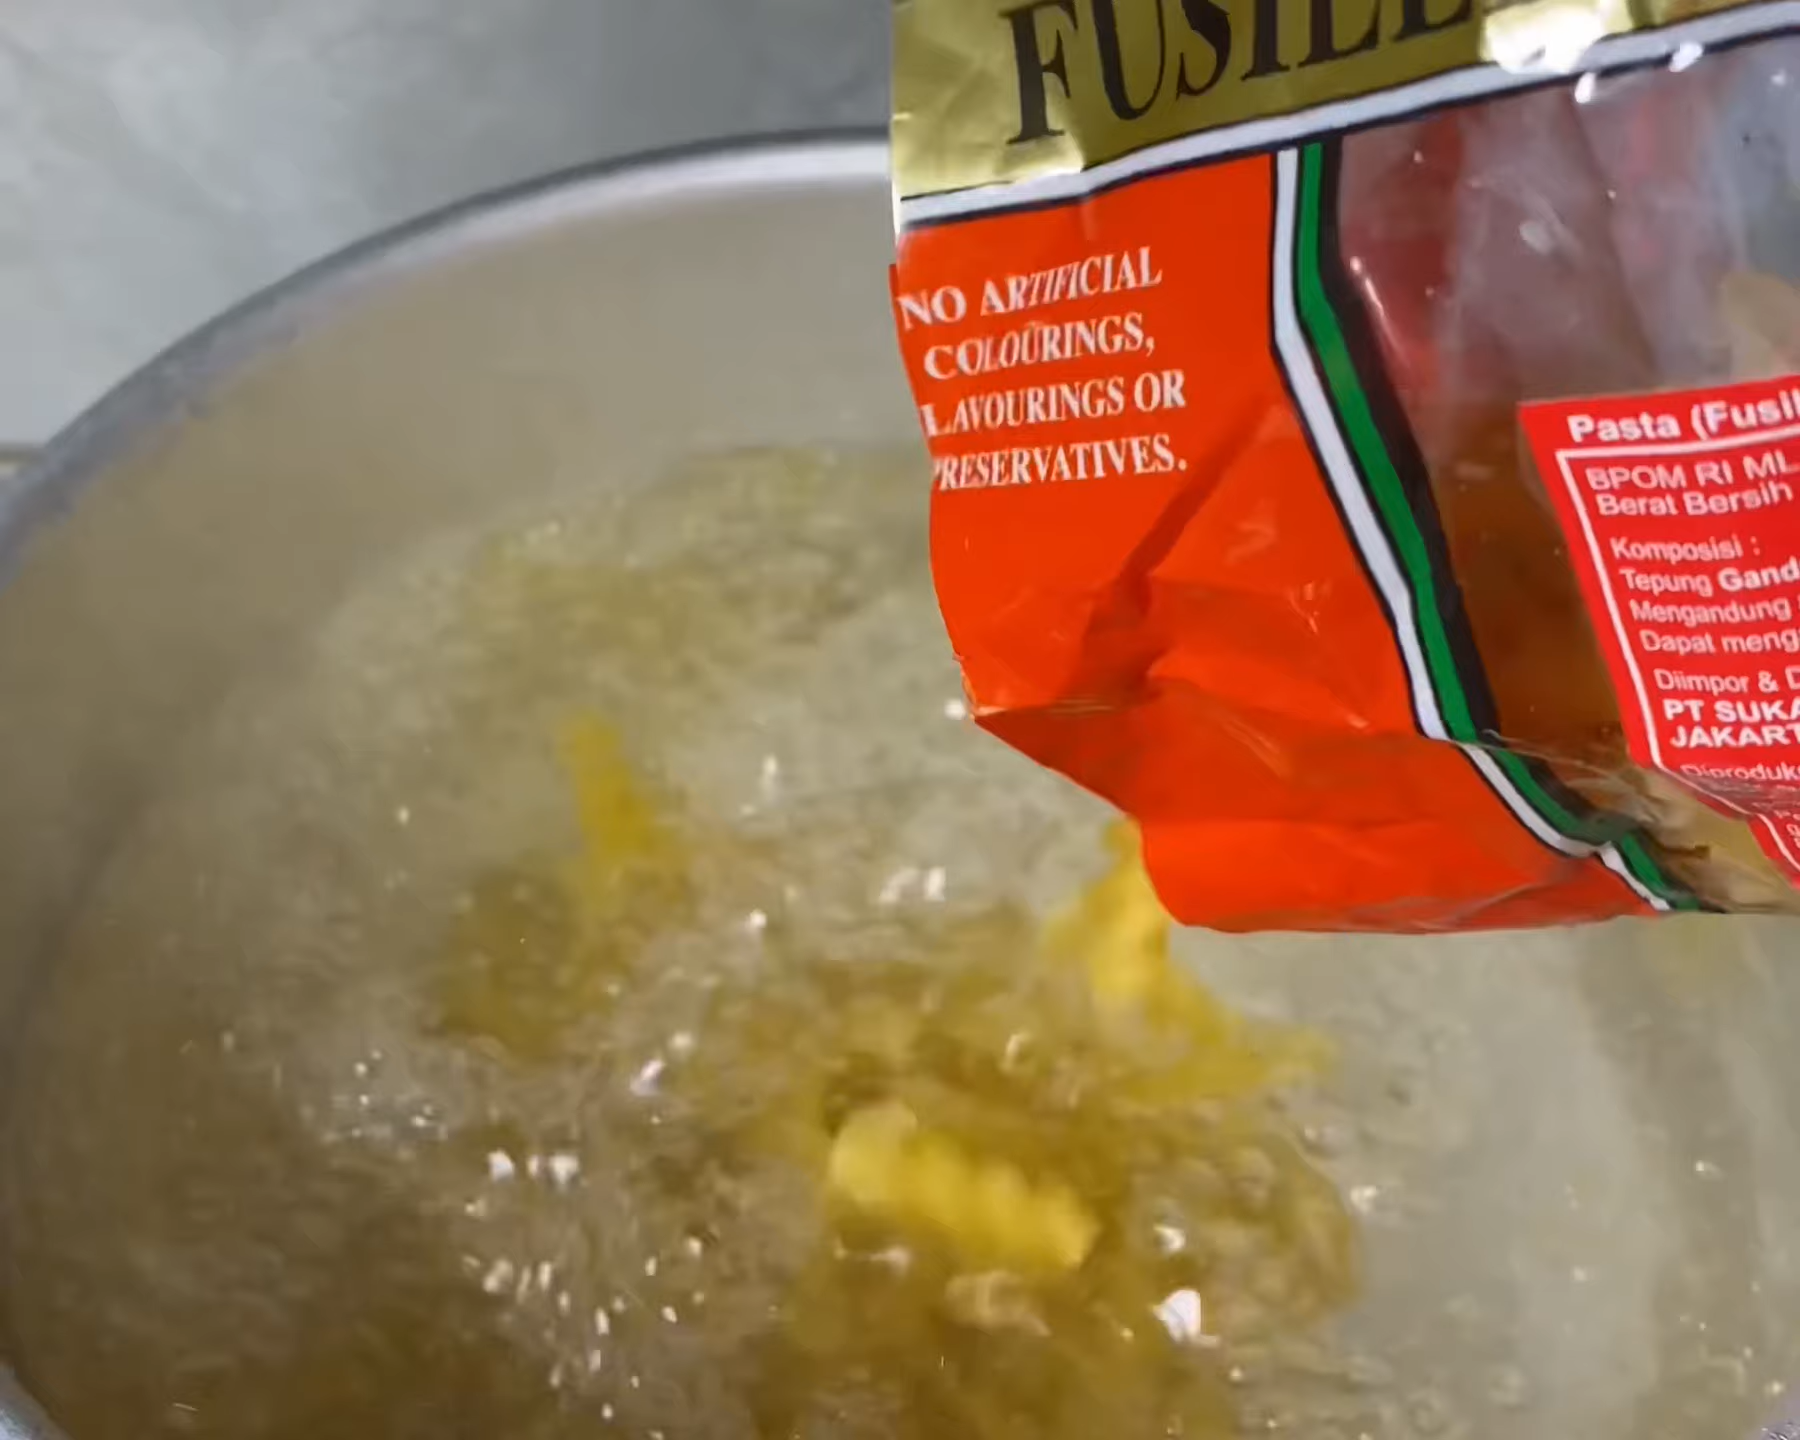 FUSILL
NO ARTIFICIAL
COLOURINGS,
LAVOURINGS OR
PRESERVATIVES.
Pasta (Fusil
BPOM RI ML
Berat Bersih
Komposisi :
Tepung Gand
Mengandung
Dapat meng
Diimpor & D
PT SUKA
JAKART
Diproduk